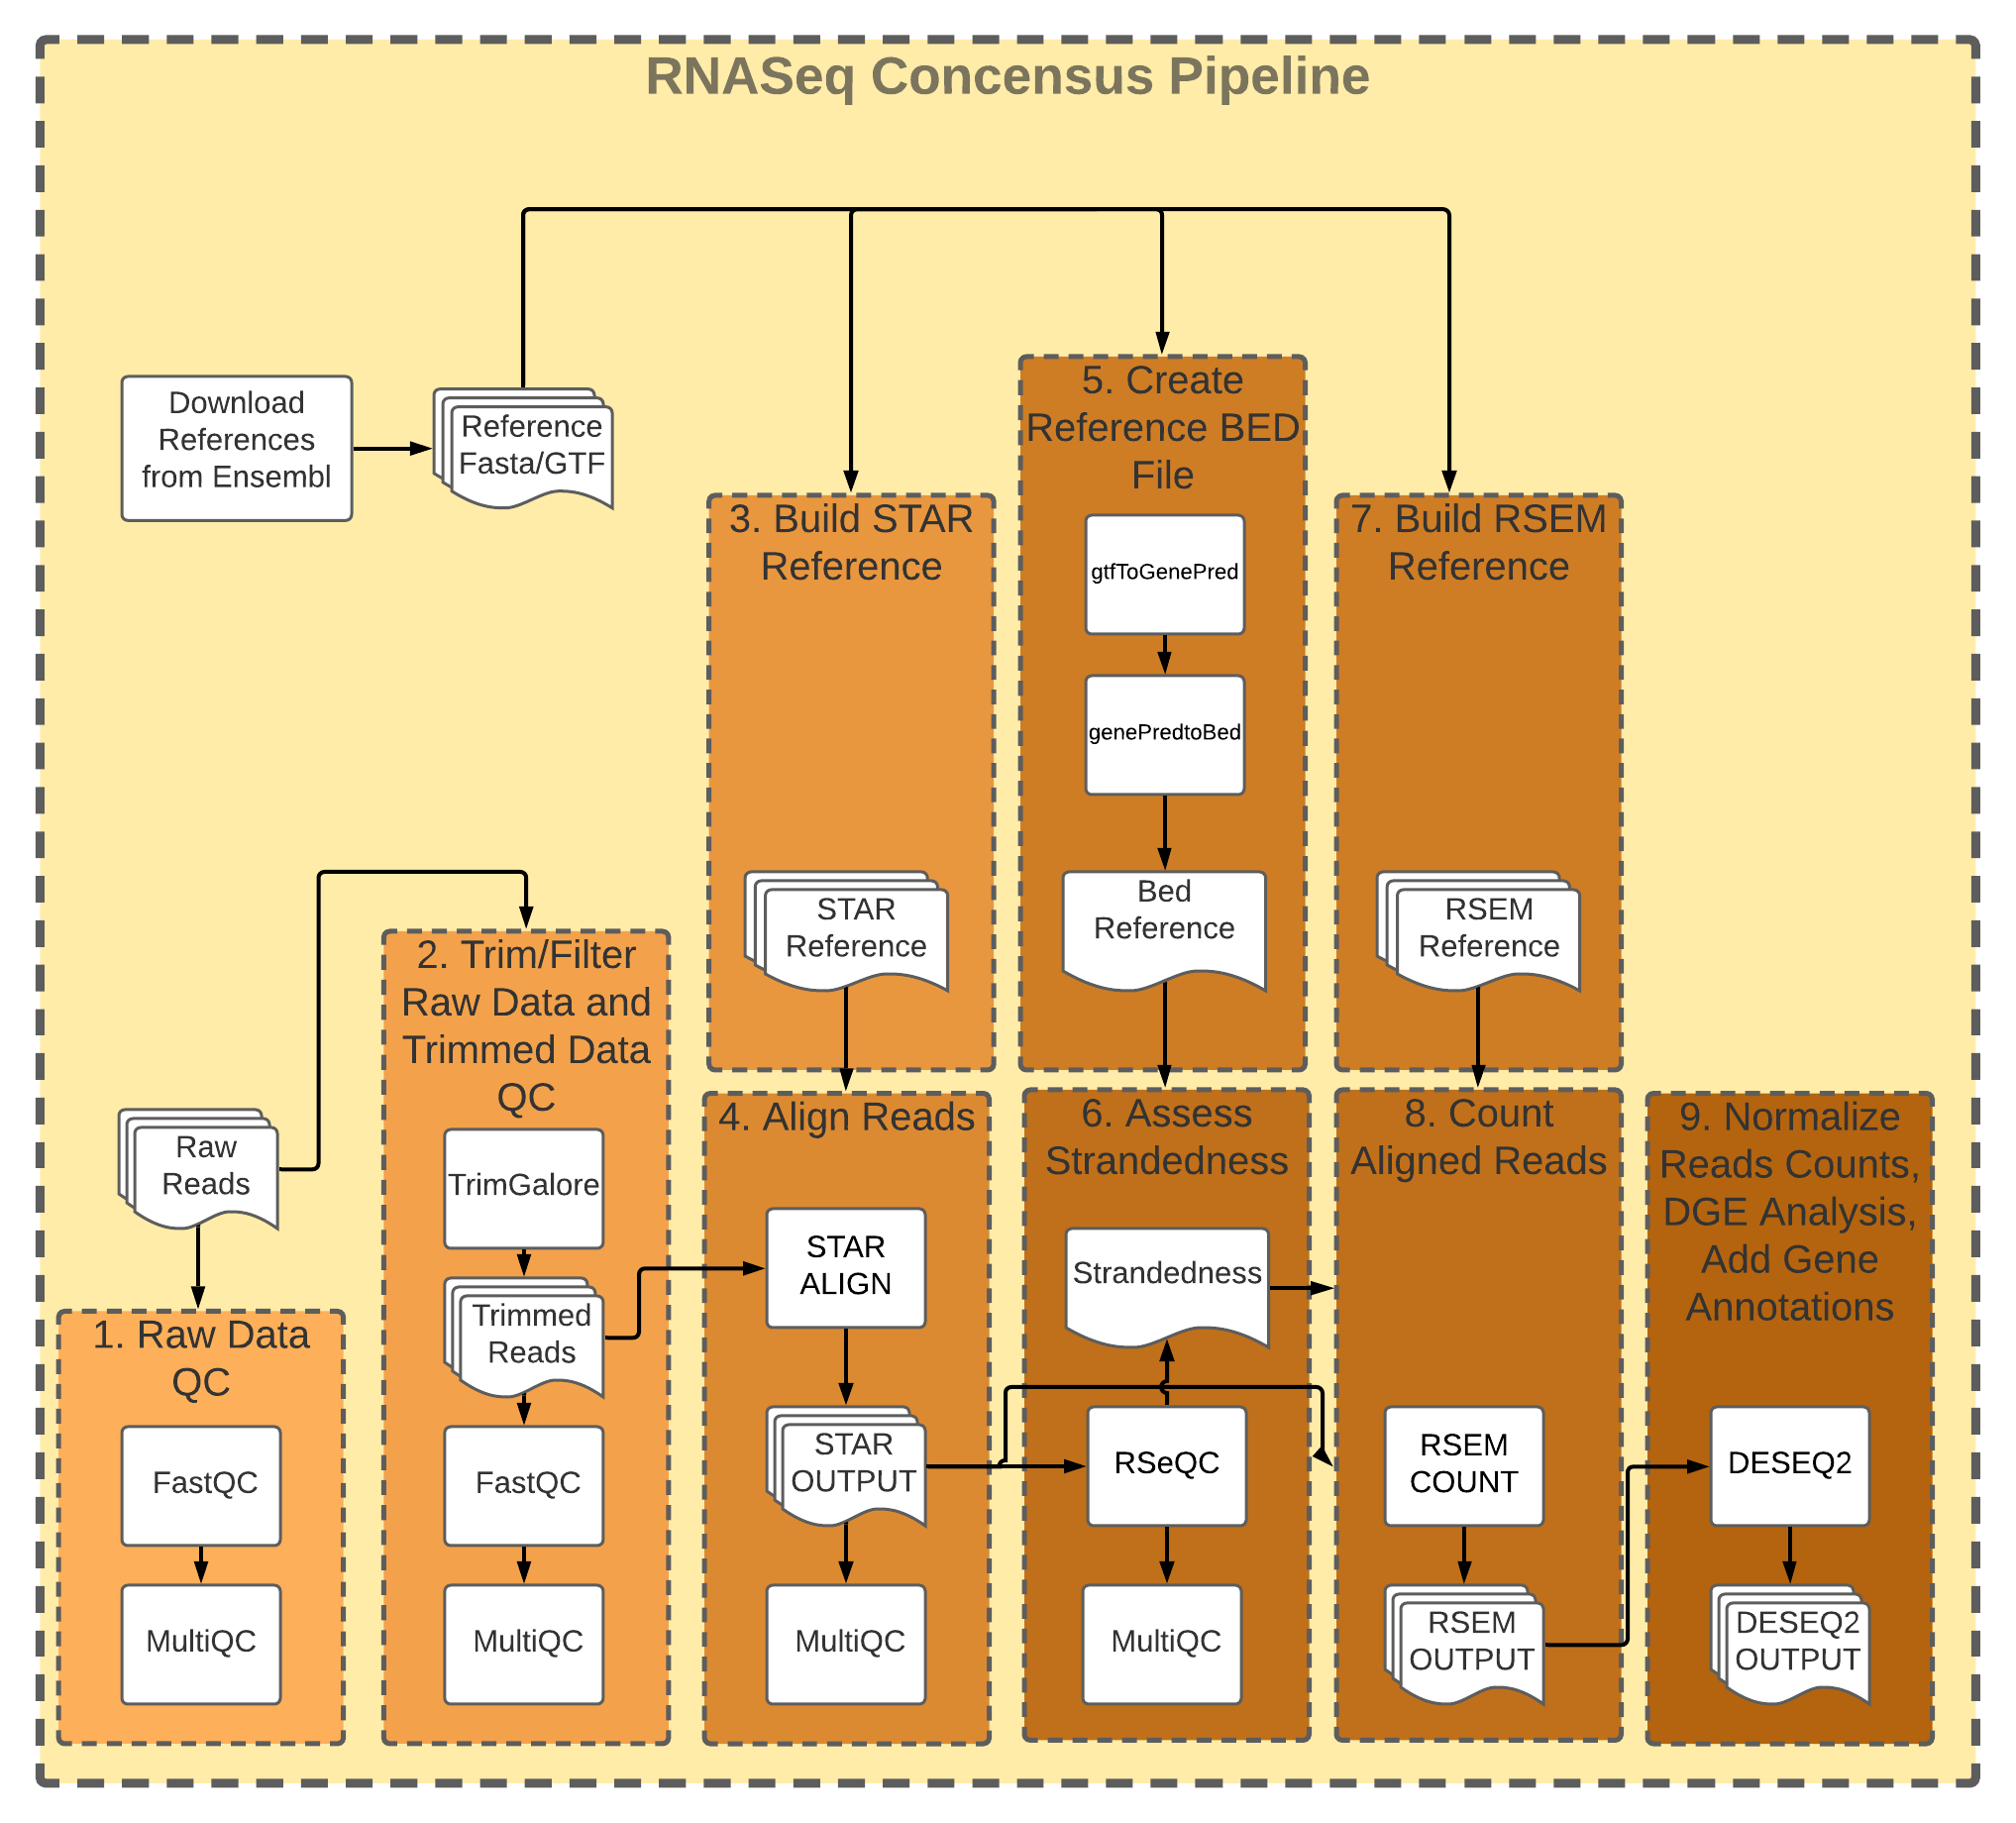 RNASeq Concensus Pipeline
Download
References
from Ensembl
Reference
Fasta/GTF
Raw
Reads
1. Raw Data
QC
FastQC
MultiQC
2. Trim/Filter
Raw Data and
Trimmed Data
QC
TrimGalore
Trimmed
Reads
FastQC
MultiQC
3. Build STAR
Reference
STAR
Reference
4. Align Reads
STAR
ALIGN
STAR
OUTPUT
MultiQC
5. Create
Reference BED
File
gtfToGenePred
genePredtoBed
Bed
Reference
6. Assess
Strandedness
Strandedness
RSeQC
MultiQC
7. Build RSEM
Reference
RSEM
Reference
8. Count
Aligned Reads
RSEM
COUNT
RSEM
OUTPUT
9. Normalize
Reads Counts,
DGE Analysis,
Add Gene
Annotations
DESEQ2
DESEQ2
OUTPUT